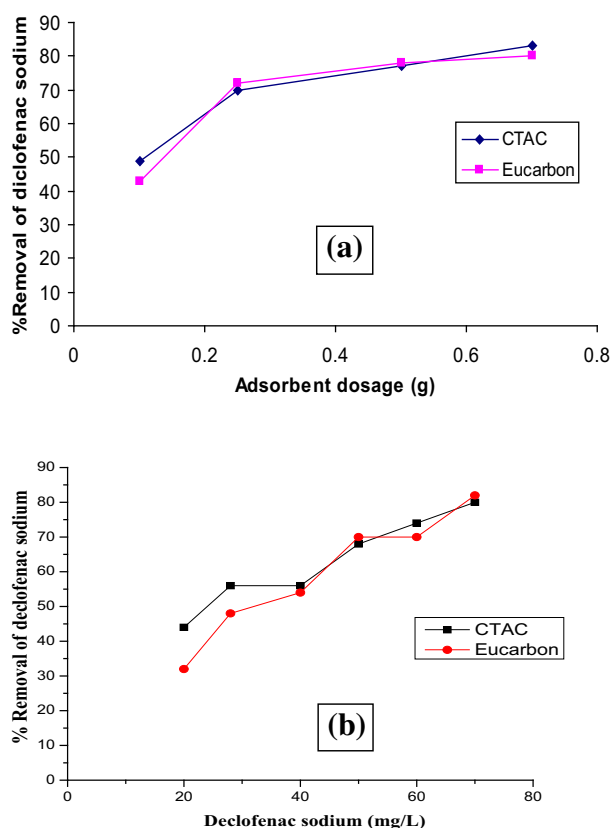 %Removal of diclofenac sodium
90
80
70
60
50
40
30
20
10
0
CTAC
Eucarbon
(a)
0 0.2 0.4 0.6 0.8
Adsorbent dosage (g)
% Removal of declofenac sodium
90
80
70
60
50
40
30
20
10
0
CTAC
Eucarbon
(b)
0 20 40 60 80
Declofenac sodium (mg/L)